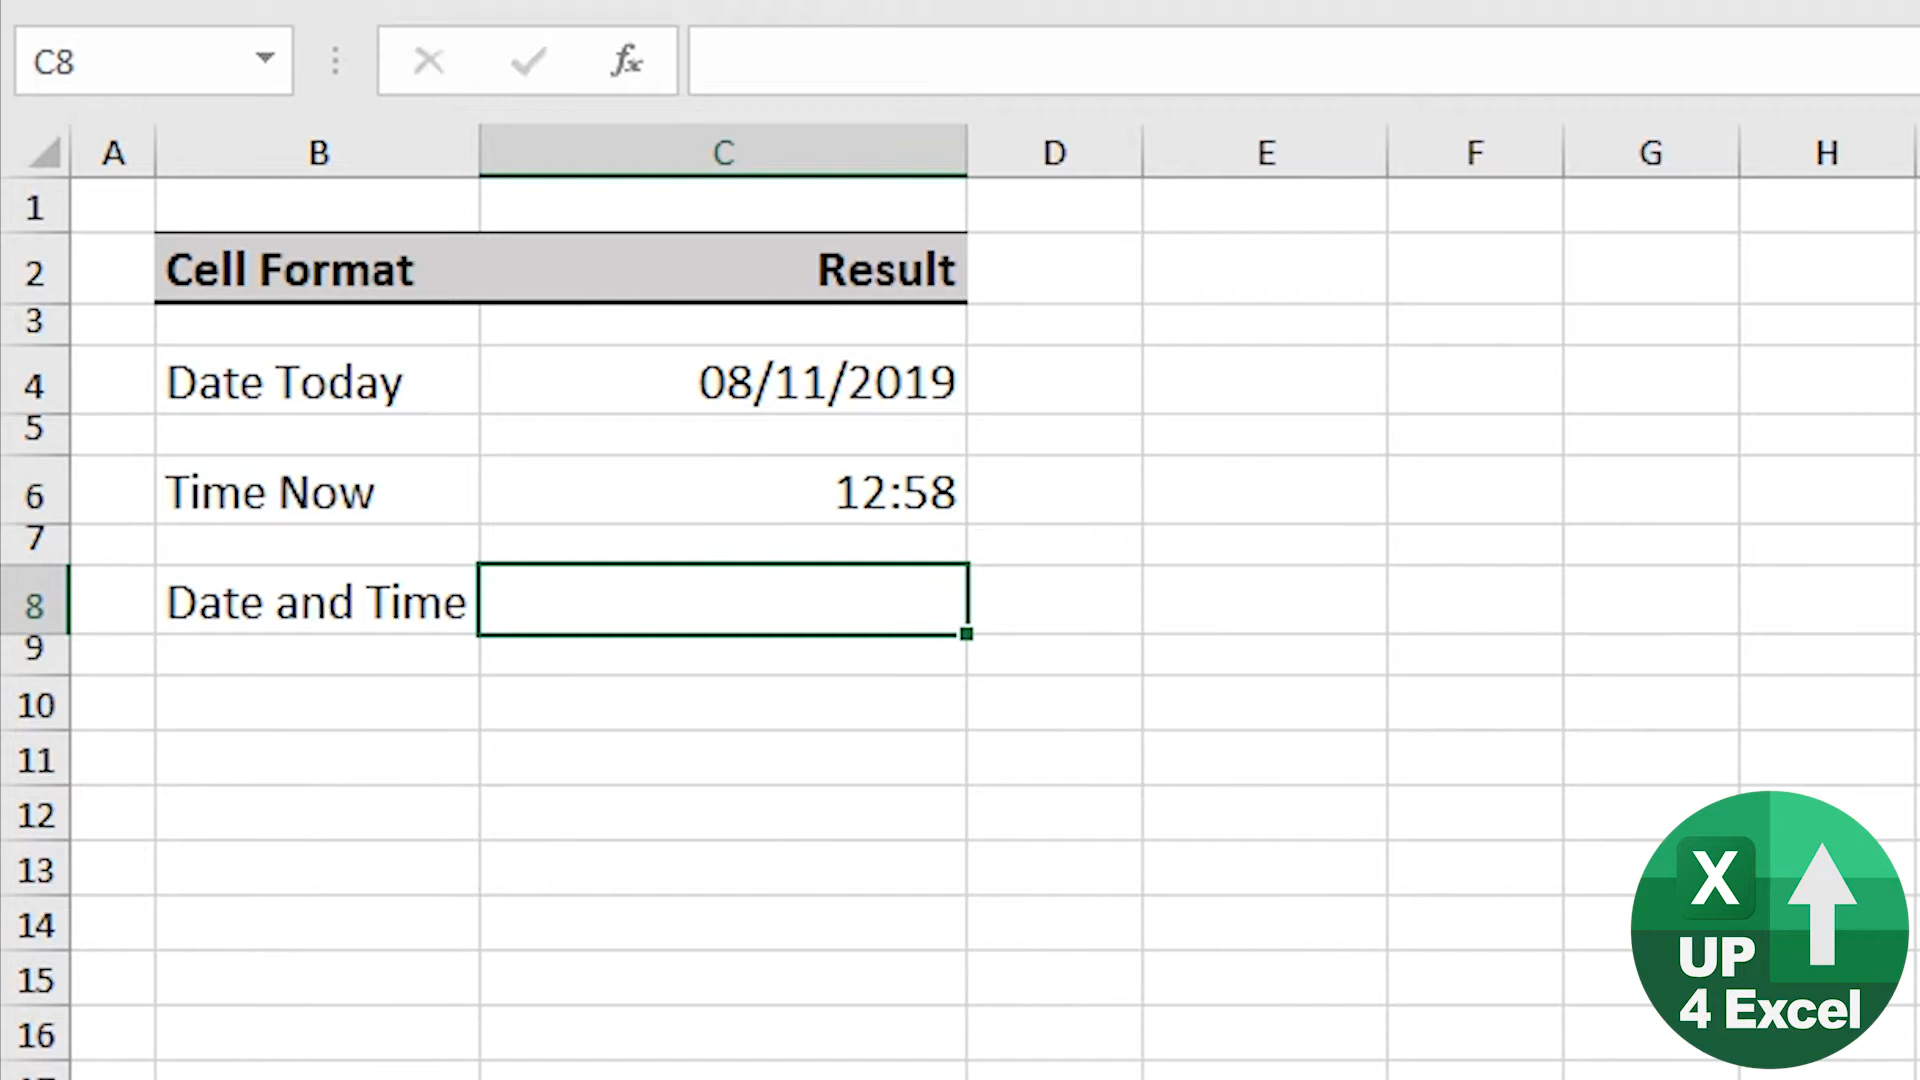 C8
fx
A B C D E F G H
1
2 Cell Format Result
3
4 Date Today 08/11/2019
5
6 Time Now 12:58
7
8 Date and Time
9
10
11
12
13
14
15
16
X
UP
4 Excel